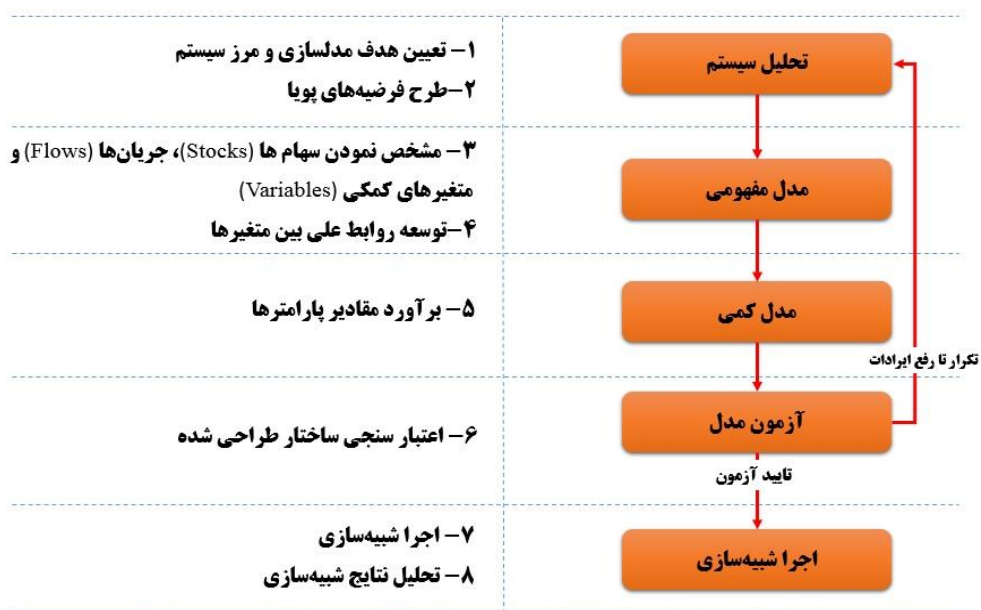 تحلیل سیستم
۱- تعیین هدف مدلسازی و مرز سیستم
۲-طرح فرضیه‌های پویا
مدل مفهومی
۳- مشخص نمودن سهام ها (Stocks)، جریان‌ها (Flows) و
متغیرهای کمکی (Variables)
۴-توسعه روابط علی بین متغیرها
مدل کمی
۵- برآورد مقادیر پارامترها
تکرار تا رفع ایرادات
آزمون مدل
۶- اعتبار سنجی ساختار طراحی شده
تایید آزمون
اجرا شبیه‌سازی
۷- اجرا شبیه‌سازی
۸- تحلیل نتایج شبیه‌سازی